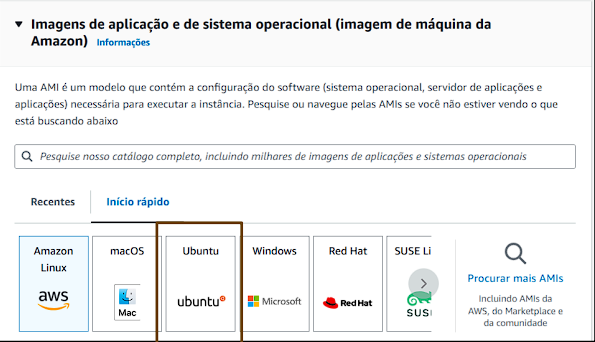 Imagens de aplicação e de sistema operacional (imagem de máquina da
Amazon) Informações
Uma AMI é um modelo que contém a configuração do software (sistema operacional, servidor de aplicações e
aplicações) necessária para executar a instância. Pesquise ou navegue pelas AMIs se você não estiver vendo o que
está buscando abaixo
Pesquise nosso catálogo completo, incluindo milhares de imagens de aplicações e sistemas operacionais
Recentes
Início rápido
Amazon
Linux
aws
macOS
Mac
Ubuntu
ubuntu
Windows
Microsoft
Red Hat
Red Hat
SUSE Li
SUS
Procurar mais AMIs
Incluindo AMIs da
AWS, do Marketplace e
da comunidade